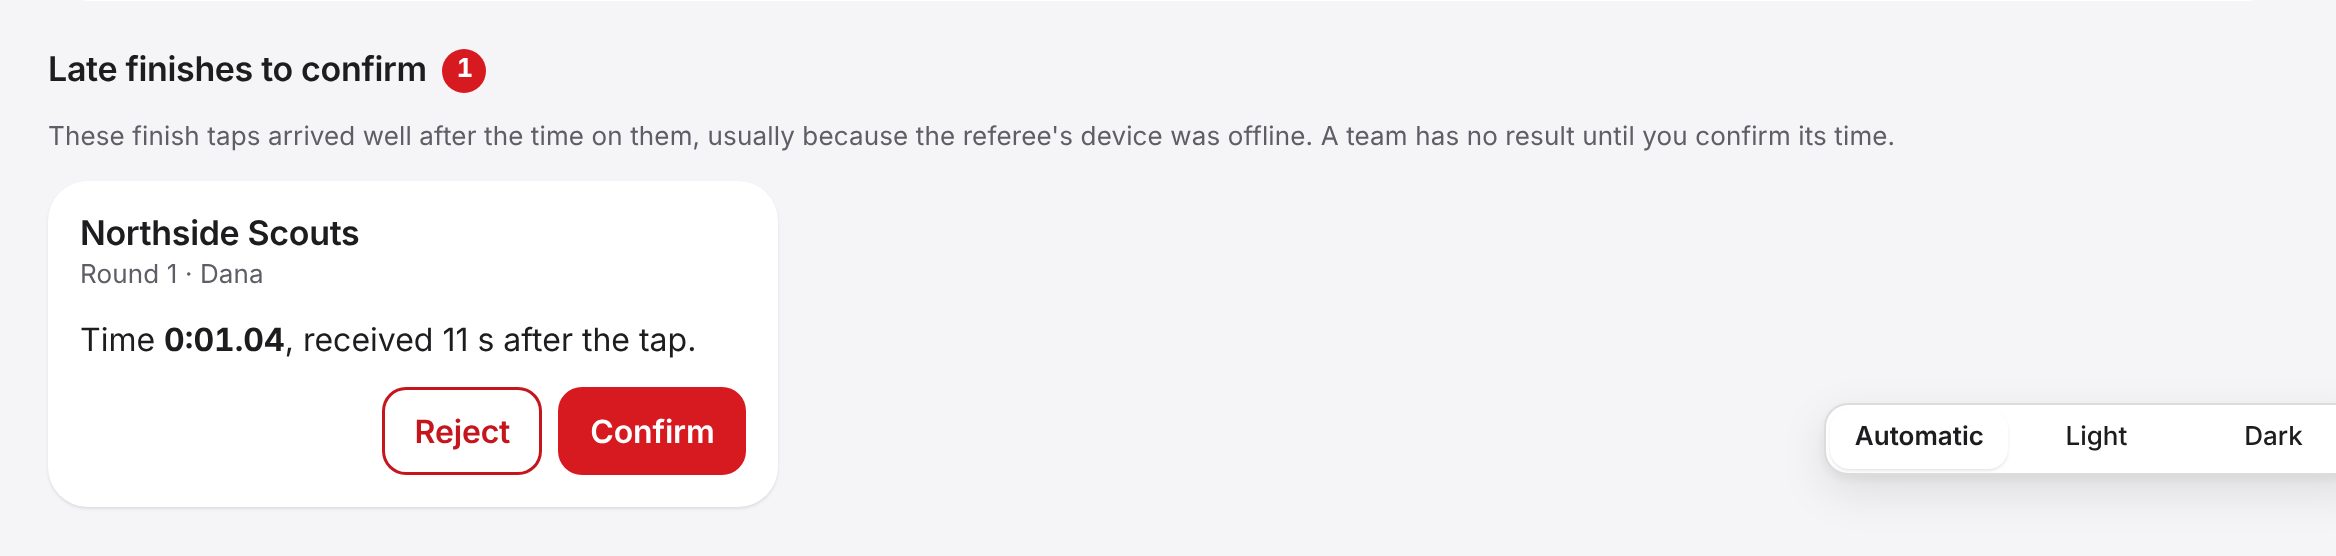 Late finishes to confirm 1
These finish taps arrived well after the time on them, usually because the referee's device was offline. A team has no result until you confirm its time.
Northside Scouts
Round 1 · Dana
Time 0:01.04, received 11 s after the tap.
Reject Confirm
Automatic Light Dark